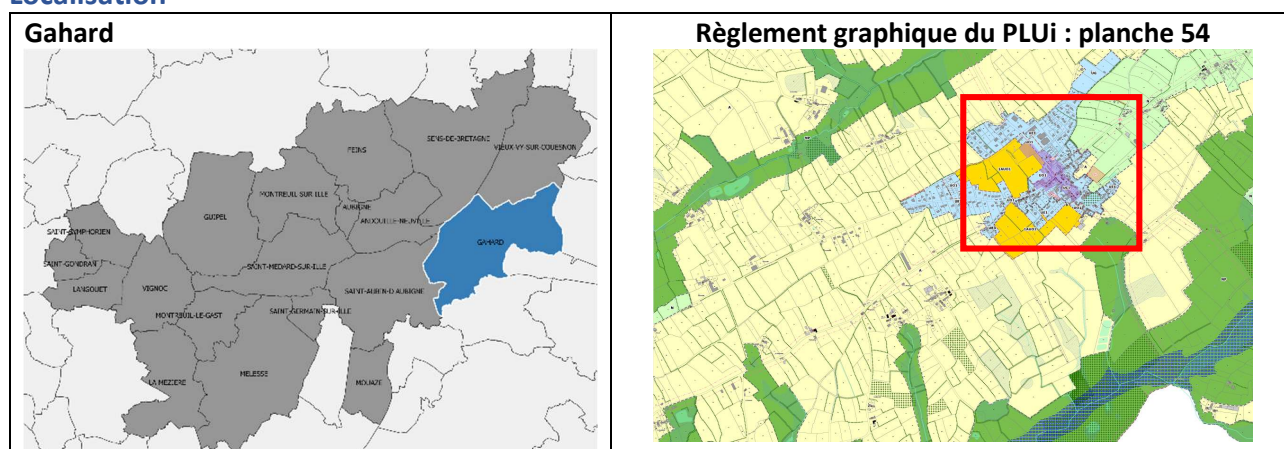 Localisation
Gahard
Règlement graphique du PLUi : planche 54
SENS-DE-BRETAGNE
VIEUX-VY-SUR-COUESNON
FEINS
MONTREUIL SUR ILLE
AUBIGNE
GUIPEL
ANDOUILLE-NEUVILLE
SAINT-SYMPHORIEN
GAHARD
SAINT-GONDRAN
SAINT-MEDARD-SUR-ILLE
LANGOUET
VIGNOC
SAINT-AUBIN-D AUBIGNE
MONTREUIL-LE-GAST
SAINT-GERMAIN-SUR-ILLE
LA MEZIERE
MELESSE
MOUAZE